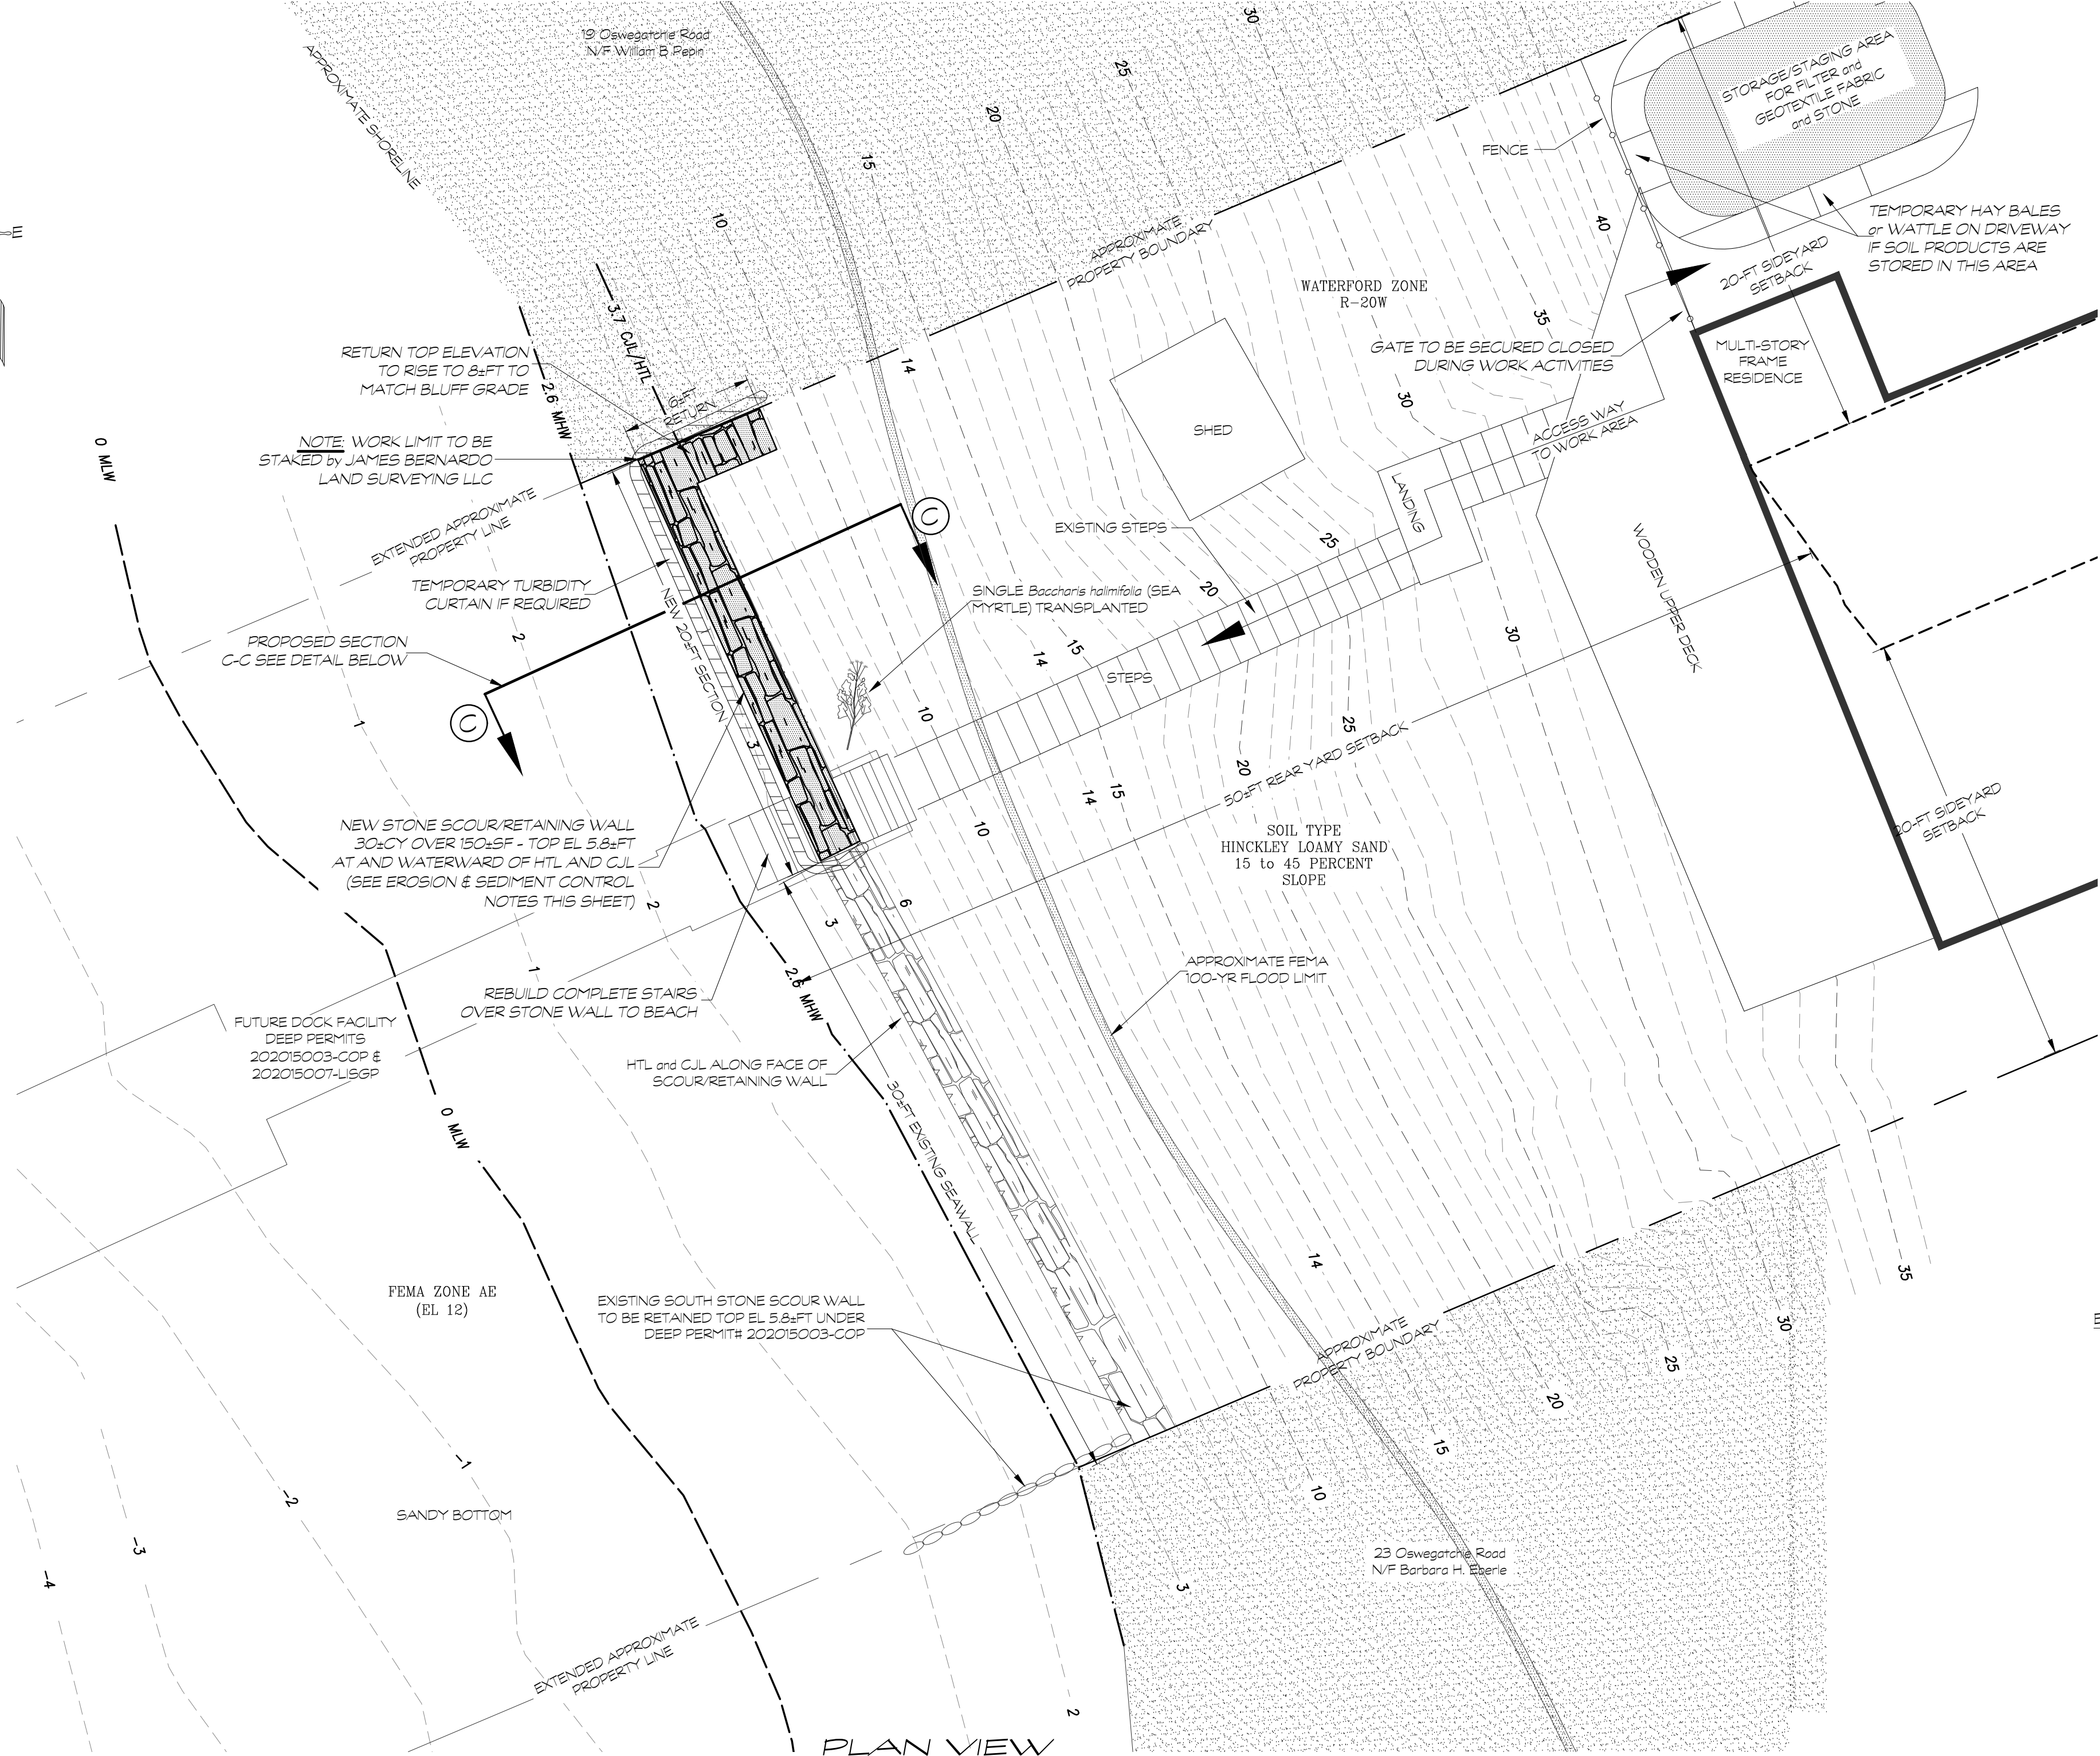 19 Oswegatchie Road
N/F William B Pepin
APPROXIMATE SHORELINE
E
30
25
20
15
10
STORAGE/STAGING AREA
FOR FILTER and
GEOTEXTILE FABRIC
and STONE
FENCE
TEMPORARY HAY BALES
or WATTLE ON DRIVEWAY
IF SOIL PRODUCTS ARE
STORED IN THIS AREA
20-FT SIDEYARD
SETBACK
40
35
30
APPROXIMATE
PROPERTY BOUNDARY
WATERFORD ZONE
R-20W
GATE TO BE SECURED CLOSED
DURING WORK ACTIVITIES
MULTI-STORY
FRAME
RESIDENCE
3.7 CJL/HTL
2.6 MHW
RETURN TOP ELEVATION
TO RISE TO 8±FT TO
MATCH BLUFF GRADE
RETURN
14
SHED
ACCESS WAY
TO WORK AREA
LANDING
0 MLW
NOTE: WORK LIMIT TO BE
STAKED by JAMES BERNARDO
LAND SURVEYING LLC
EXTENDED APPROXIMATE
PROPERTY LINE
C
EXISTING STEPS
25
20
WOODEN UPPER DECK
TEMPORARY TURBIDITY
CURTAIN IF REQUIRED
SINGLE Baccharis halimifolia (SEA
MYRTLE) TRANSPLANTED
NEW 20±FT SECTION
PROPOSED SECTION
C-C SEE DETAIL BELOW
2
1
C
3
STEPS
15
14
30
10
25
20
15
14
10
50±FT REAR YARD SETBACK
20-FT SIDEYARD
SETBACK
NEW STONE SCOUR/RETAINING WALL
30±CY OVER 150±SF - TOP EL 5.8±FT
AT AND WATERWARD OF HTL AND CJL
(SEE EROSION & SEDIMENT CONTROL
NOTES THIS SHEET)
SOIL TYPE
HINCKLEY LOAMY SAND
15 to 45 PERCENT
SLOPE
2
3
6
1
2.6 MHW
REBUILD COMPLETE STAIRS
OVER STONE WALL TO BEACH
APPROXIMATE FEMA
100-YR FLOOD LIMIT
FUTURE DOCK FACILITY
DEEP PERMITS
202015003-COP &
202015007-LISGP
HTL and CJL ALONG FACE OF
SCOUR/RETAINING WALL
0 MLW
30±FT EXISTING SEAWALL
FEMA ZONE AE
(EL 12)
EXISTING SOUTH STONE SCOUR WALL
TO BE RETAINED TOP EL 5.8±FT UNDER
DEEP PERMIT# 202015003-COP
14
35
30
25
20
15
10
APPROXIMATE
PROPERTY BOUNDARY
-1
-2
-3
-4
SANDY BOTTOM
23 Oswegatchie Road
N/F Barbara H. Eberle
3
EXTENDED APPROXIMATE
PROPERTY LINE
2
PLAN VIEW